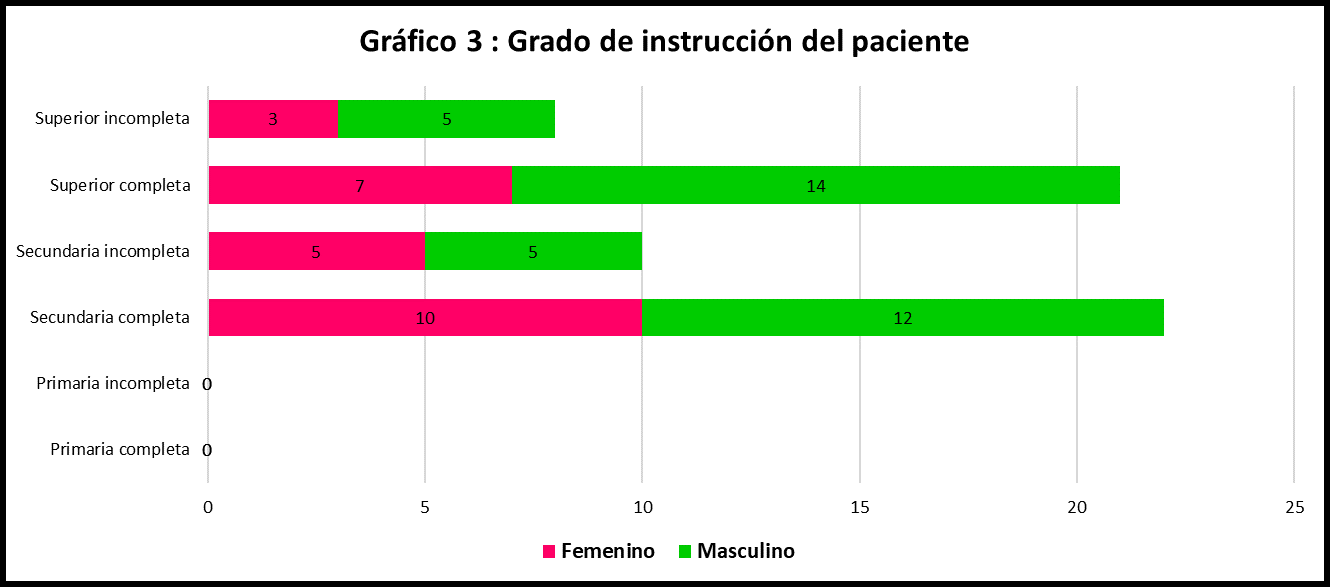 Gráfico 3 : Grado de instrucción del paciente
Superior incompleta 3 5
Superior completa 7 14
Secundaria incompleta 5 5
Secundaria completa 10 12
Primaria incompleta 0
Primaria completa 0
0 5 10 15 20 25
Femenino Masculino